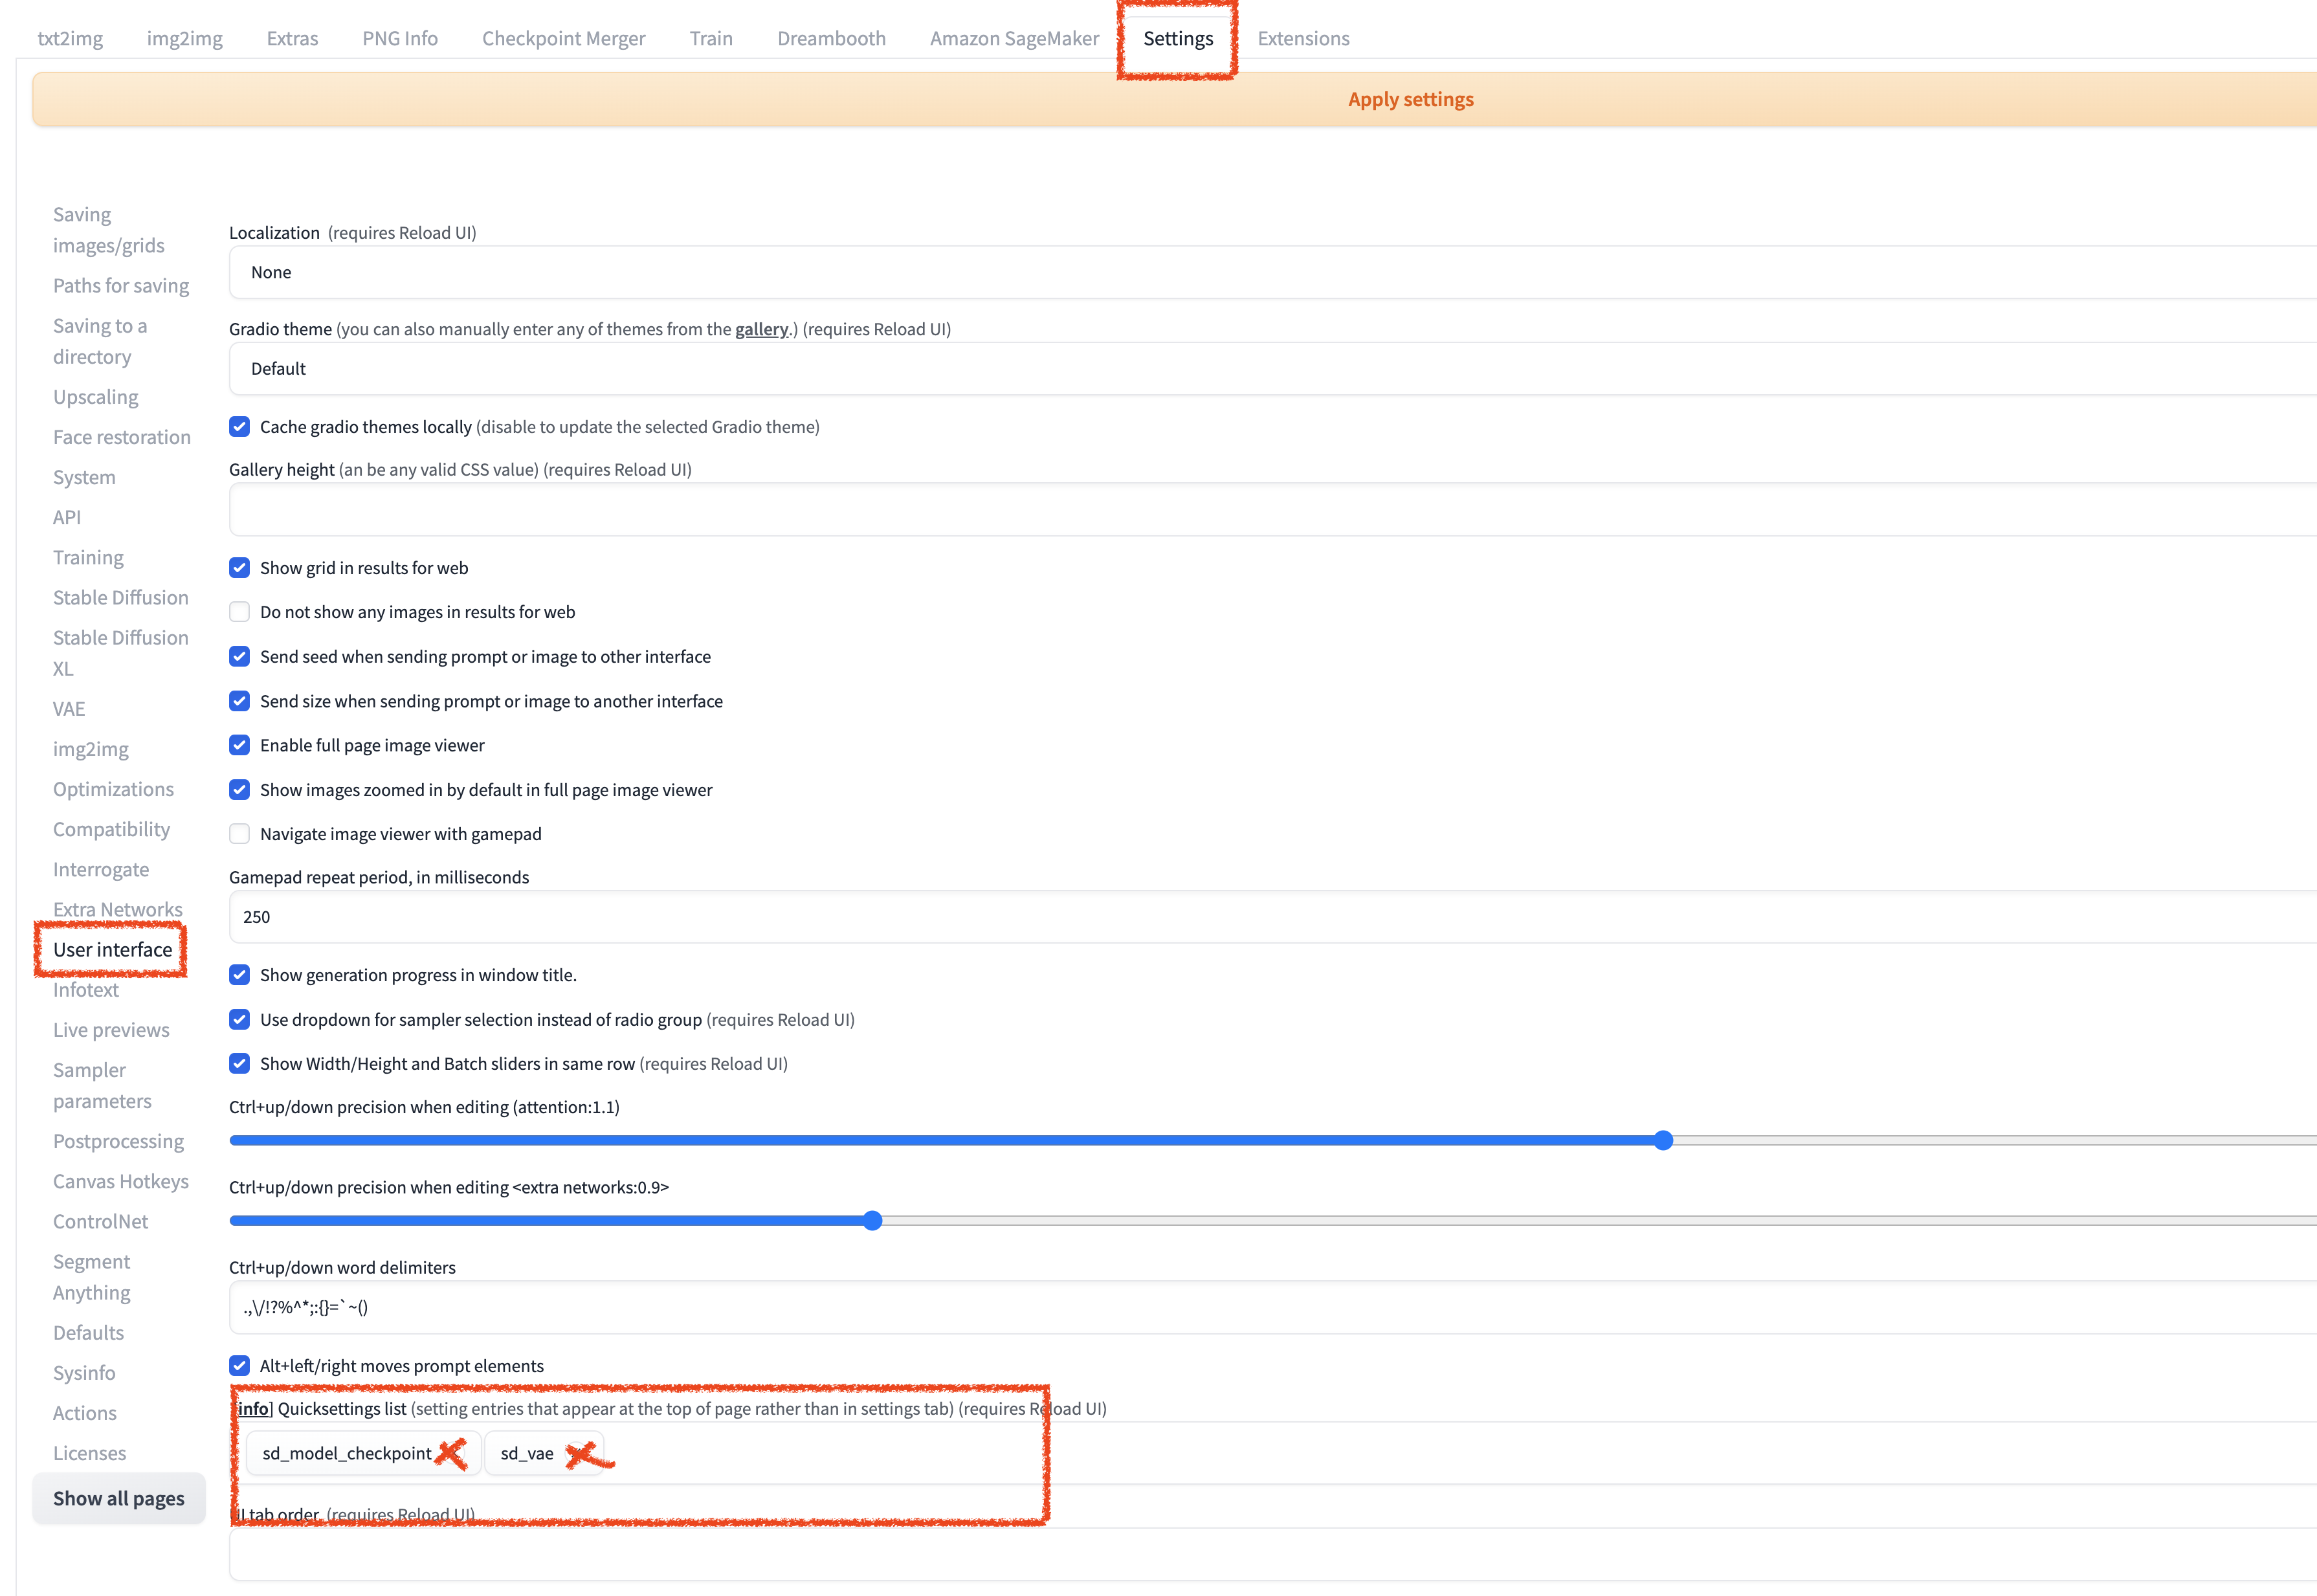 txt2img img2img Extras PNG Info Checkpoint Merger Train Dreambooth Amazon SageMaker Settings Extensions
Apply settings
Saving
images/grids
Paths for saving
Saving to a
directory
Upscaling
Face restoration
System
API
Training
Stable Diffusion
Stable Diffusion
XL
VAE
img2img
Optimizations
Compatibility
Interrogate
Extra Networks
User interface
Infotext
Live previews
Sampler
parameters
Postprocessing
Canvas Hotkeys
ControlNet
Segment
Anything
Defaults
Sysinfo
Actions
Licenses
Show all pages
Localization (requires Reload UI)
None
Gradio theme (you can also manually enter any of themes from the gallery.) (requires Reload UI)
Default
Cache gradio themes locally (disable to update the selected Gradio theme)
Gallery height (an be any valid CSS value) (requires Reload UI)
Show grid in results for web
Do not show any images in results for web
Send seed when sending prompt or image to other interface
Send size when sending prompt or image to another interface
Enable full page image viewer
Show images zoomed in by default in full page image viewer
Navigate image viewer with gamepad
Gamepad repeat period, in milliseconds
250
Show generation progress in window title.
Use dropdown for sampler selection instead of radio group (requires Reload UI)
Show Width/Height and Batch sliders in same row (requires Reload UI)
Ctrl+up/down precision when editing (attention:1.1)
Ctrl+up/down precision when editing <extra networks:0.9>
Ctrl+up/down word delimiters
.,\/!?%^*;:{}=`~()
Alt+left/right moves prompt elements
[info] Quicksettings list (setting entries that appear at the top of page rather than in settings tab) (requires Reload UI)
sd_model_checkpoint sd_vae
UI tab order (requires Reload UI)